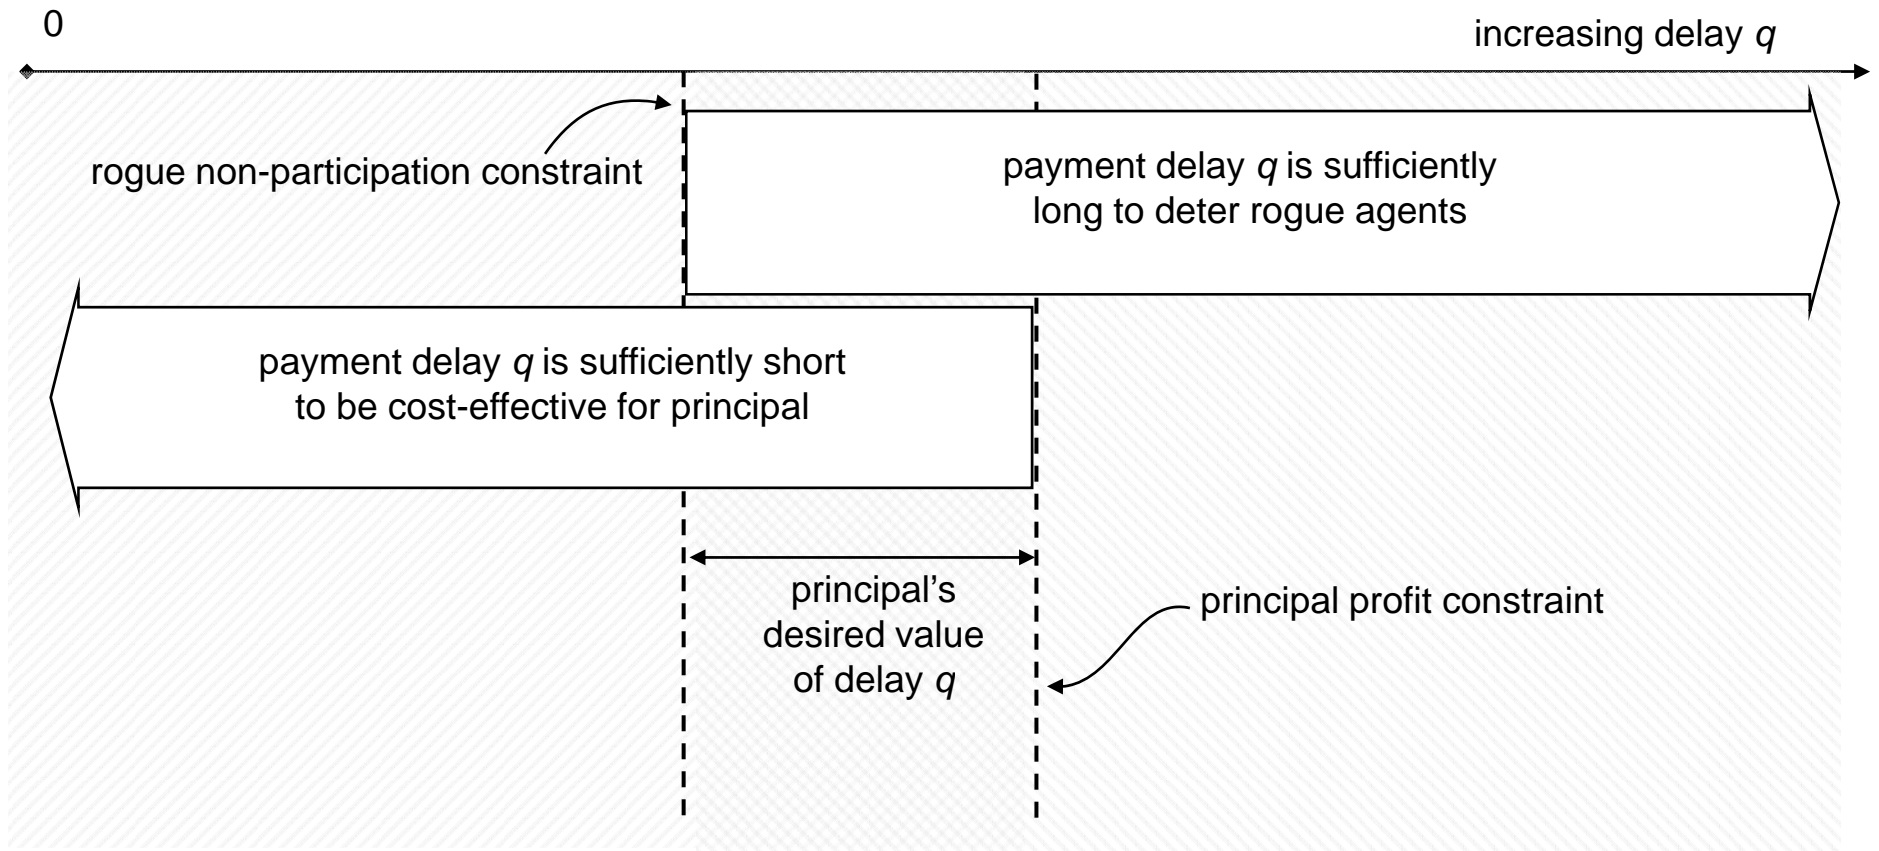 0
increasing delay q
rogue non-participation constraint
payment delay q is sufficiently
long to deter rogue agents
payment delay q is sufficiently short
to be cost-effective for principal
principal’s
desired value
of delay q
principal profit constraint